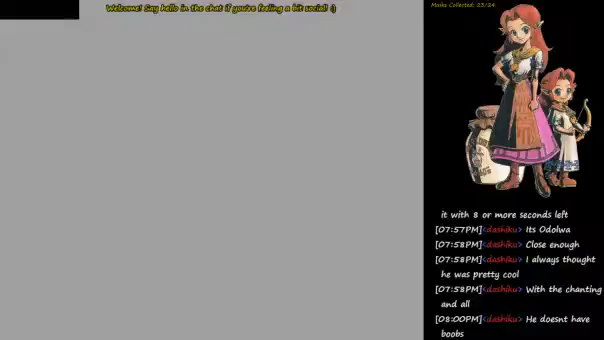 Welcome! Say hello in the chat if you're feeling a bit social! :)
Masks Collected: 23/24
it with 8 or more seconds left
[07:57PM]<dashiku> Its Odolwa
[07:58PM]<dashiku> Close enough
[07:58PM]<dashiku> I always thought
he was pretty cool
[07:58PM]<dashiku> With the chanting
and all
[08:00PM]<dashiku> He doesnt have
boobs